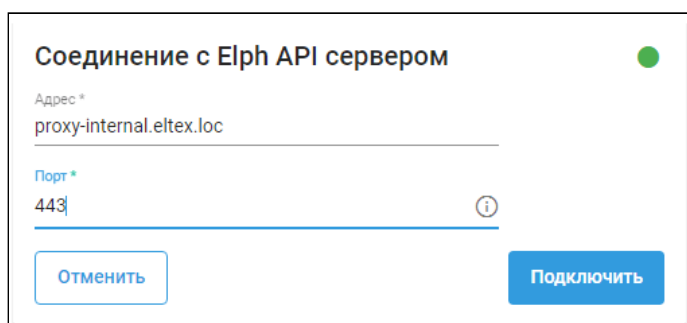 Соединение с Elph API сервером
Адрес *
proxy-internal.eltex.loc
Порт *
443
Отменить
Подключить